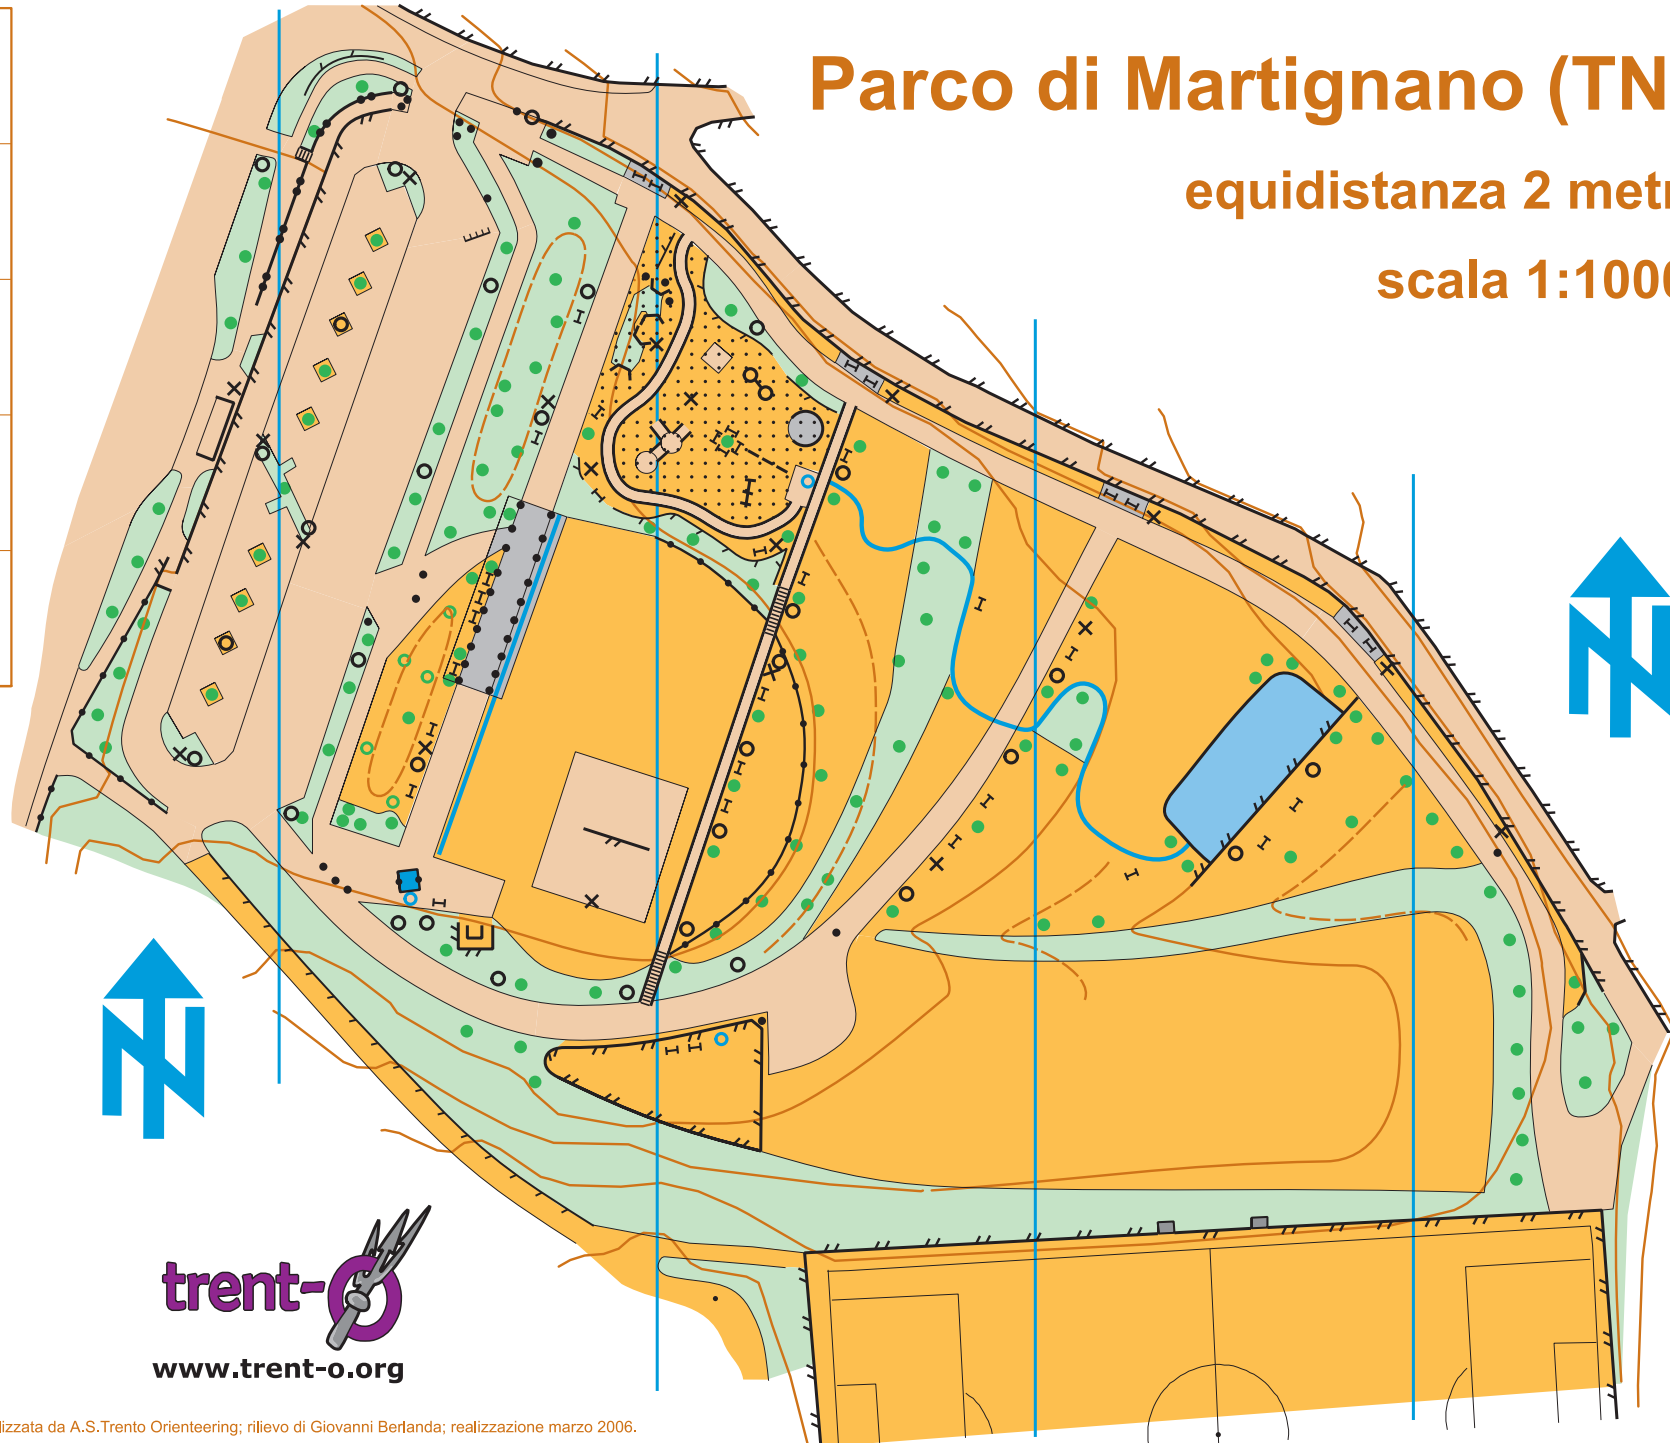 Parco di Martignano (TN
equidistanza 2 metr
scala 1:1000
trent-O
www.trent-o.org
lizzata da A.S.Trento Orienteering; rilievo di Giovanni Berlanda; realizzazione marzo 2006.